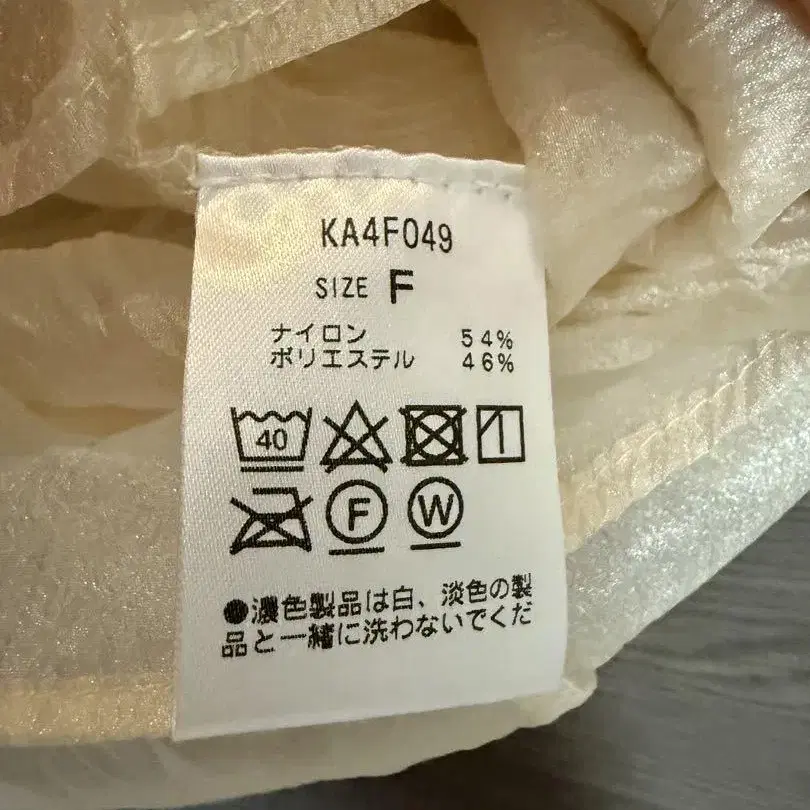 KA4F049
SIZE F
ナイロン 54%
ポリエステル 46%
40
F W
●濃色製品は白、淡色の製
品と一緒に洗わないでくだ